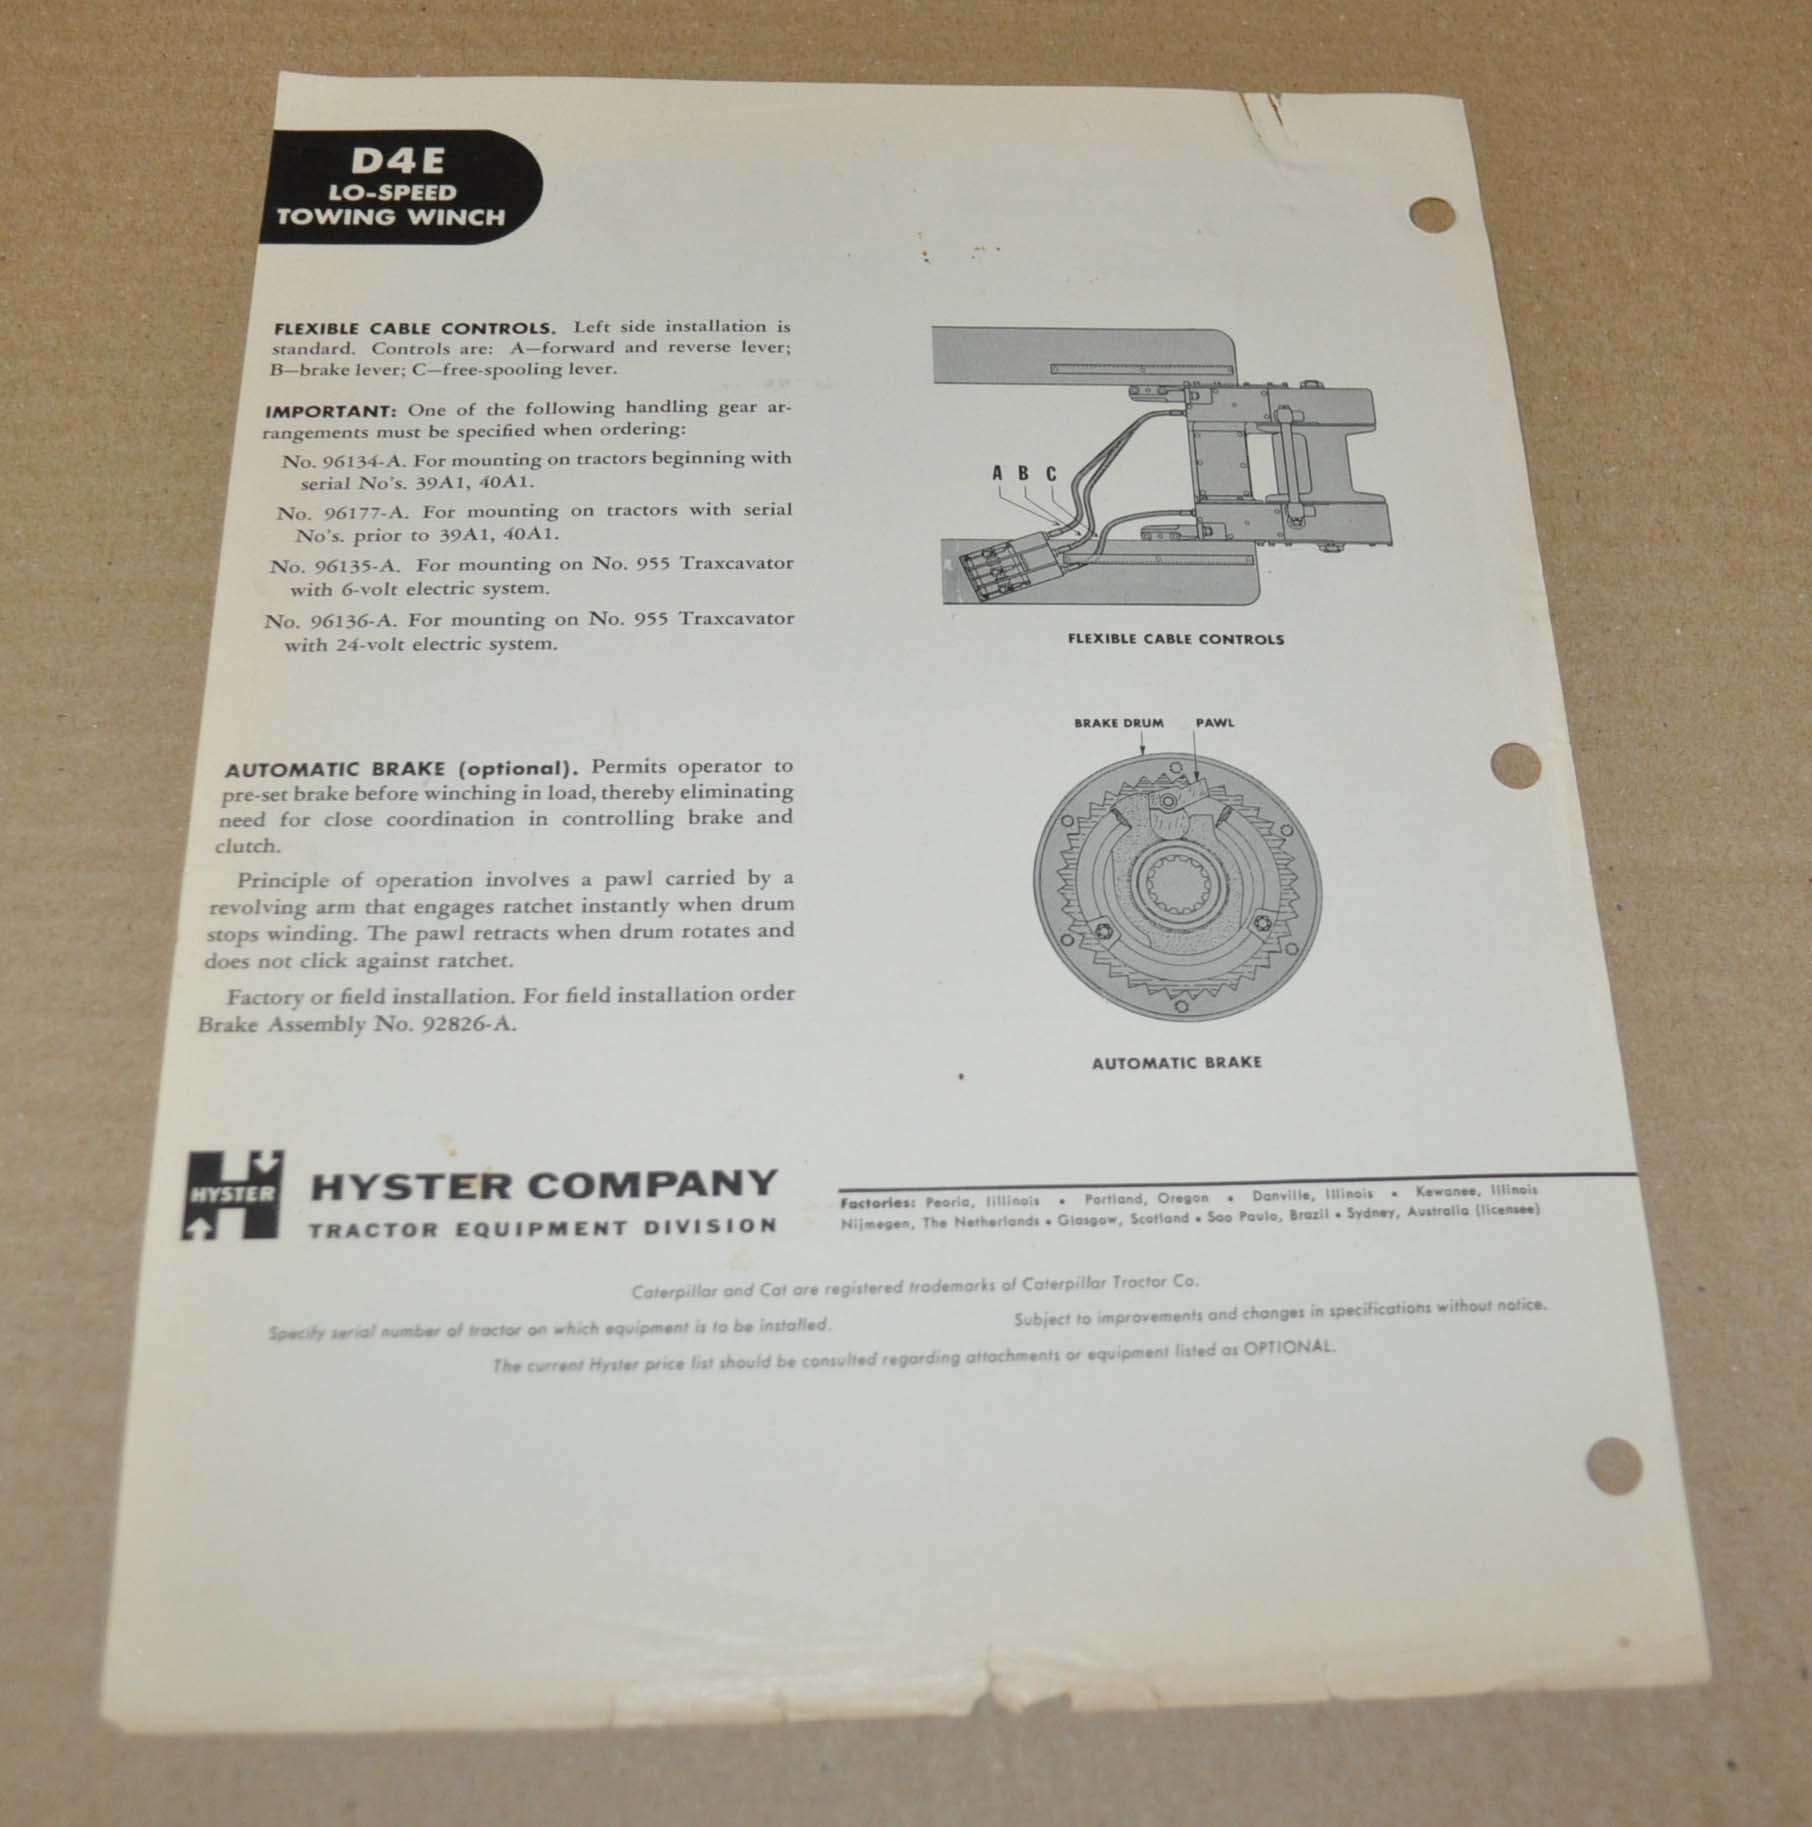 D4E
LO-SPEED
TOWING WINCH
FLEXIBLE CABLE CONTROLS. Left side installation is
standard. Controls are: A—forward and reverse lever;
B—brake lever; C—free-spooling lever.
IMPORTANT: One of the following handling gear ar-
rangements must be specified when ordering:
No. 96134-A. For mounting on tractors beginning with
serial No's. 39A1, 40A1.
No. 96177-A. For mounting on tractors with serial
No's. prior to 39A1, 40A1.
No. 96135-A. For mounting on No. 955 Traxcavator
with 6-volt electric system.
No. 96136-A. For mounting on No. 955 Traxcavator
with 24-volt electric system.
A B C
FLEXIBLE CABLE CONTROLS
AUTOMATIC BRAKE (optional). Permits operator to
pre-set brake before winching in load, thereby eliminating
need for close coordination in controlling brake and
clutch.
Principle of operation involves a pawl carried by a
revolving arm that engages ratchet instantly when drum
stops winding. The pawl retracts when drum rotates and
does not click against ratchet.
Factory or field installation. For field installation order
Brake Assembly No. 92826-A.
BRAKE DRUM PAWL
AUTOMATIC BRAKE
HYSTER
HYSTER COMPANY
TRACTOR EQUIPMENT DIVISION
Factories: Peoria, Illlinois • Portland, Oregon • Danville, Illinois • Kewanee, Illinois
Nijmegen, The Netherlands • Glasgow, Scotland • Sao Paulo, Brazil • Sydney, Australia (licensee)
Caterpillar and Cat are registered trademarks of Caterpillar Tractor Co.
Specify serial number of tractor on which equipment is to be installed.
Subject to improvements and changes in specifications without notice.
The current Hyster price list should be consulted regarding attachments or equipment listed as OPTIONAL.